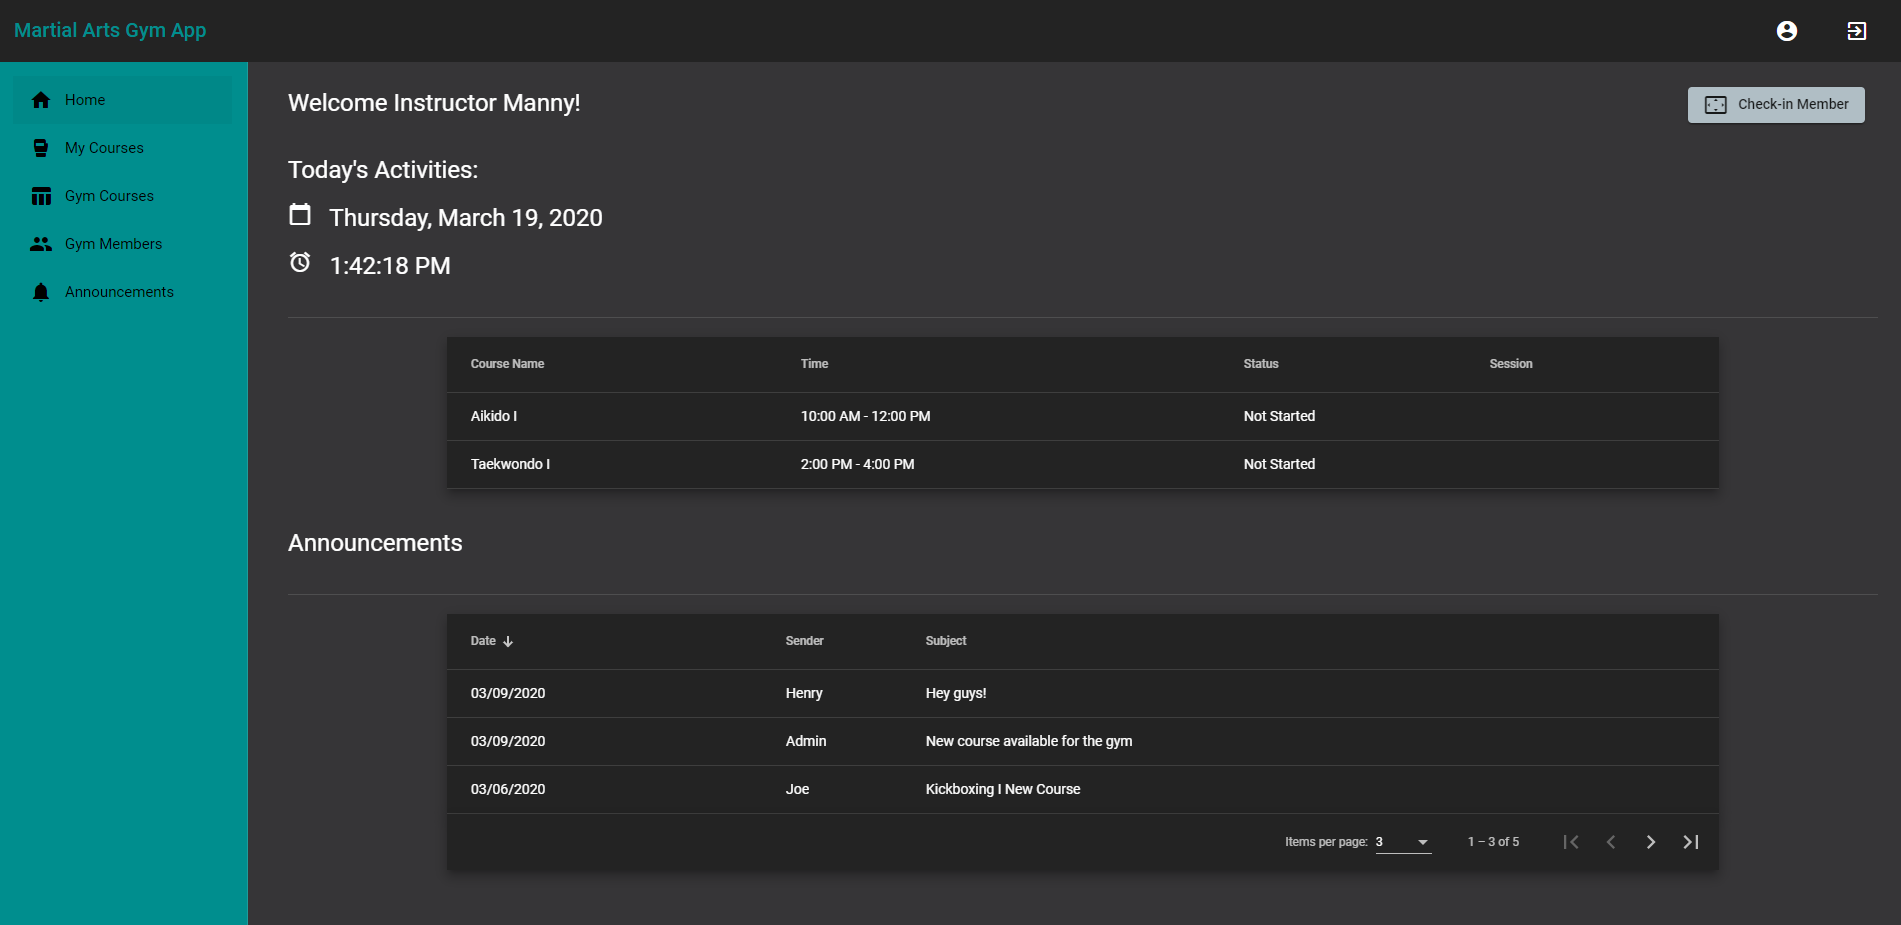 Martial Arts Gym App
Home
My Courses
Gym Courses
Gym Members
Announcements
Welcome Instructor Manny!
Check-in Member
Today's Activities:
Thursday, March 19, 2020
1:42:18 PM
Course Name Time Status Session
Aikido I 10:00 AM - 12:00 PM Not Started
Taekwondo I 2:00 PM - 4:00 PM Not Started
Announcements
Date Sender Subject
03/09/2020 Henry Hey guys!
03/09/2020 Admin New course available for the gym
03/06/2020 Joe Kickboxing I New Course
Items per page: 3 1 – 3 of 5